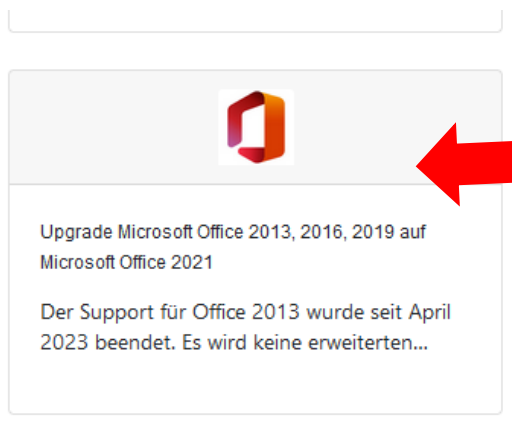 Upgrade Microsoft Office 2013, 2016, 2019 auf
Microsoft Office 2021
Der Support für Office 2013 wurde seit April
2023 beendet. Es wird keine erweiterten...